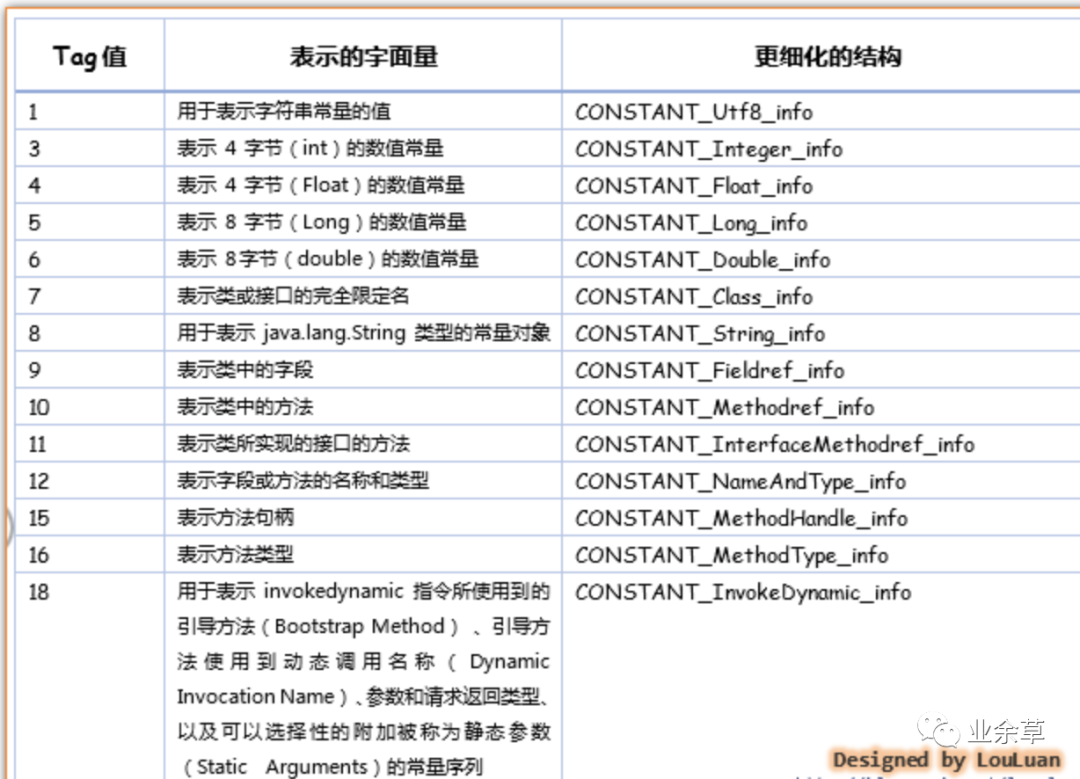 Tag值 表示的字面量 更细化的结构
1 用于表示字符串常量的值 CONSTANT_Utf8_info
3 表示 4 字节（int）的数值常量 CONSTANT_Integer_info
4 表示 4 字节（Float）的数值常量 CONSTANT_Float_info
5 表示 8 字节（Long）的数值常量 CONSTANT_Long_info
6 表示 8字节（double）的数值常量 CONSTANT_Double_info
7 表示类或接口的完全限定名 CONSTANT_Class_info
8 用于表示 java.lang.String 类型的常量对象 CONSTANT_String_info
9 表示类中的字段 CONSTANT_Fieldref_info
10 表示类中的方法 CONSTANT_Methodref_info
11 表示类所实现的接口的方法 CONSTANT_InterfaceMethodref_info
12 表示字段或方法的名称和类型 CONSTANT_NameAndType_info
15 表示方法句柄 CONSTANT_MethodHandle_info
16 表示方法类型 CONSTANT_MethodType_info
18 用于表示 invokedynamic 指令所使用到的 CONSTANT_InvokeDynamic_info
引导方法（Bootstrap Method）、引导方
法使用到动态调用名称（Dynamic
Invocation Name）、参数和请求返回类型、
以及可以选择性的附加被称为静态参数
（Static Arguments）的常量序列
业余草
Designed by LouLuan